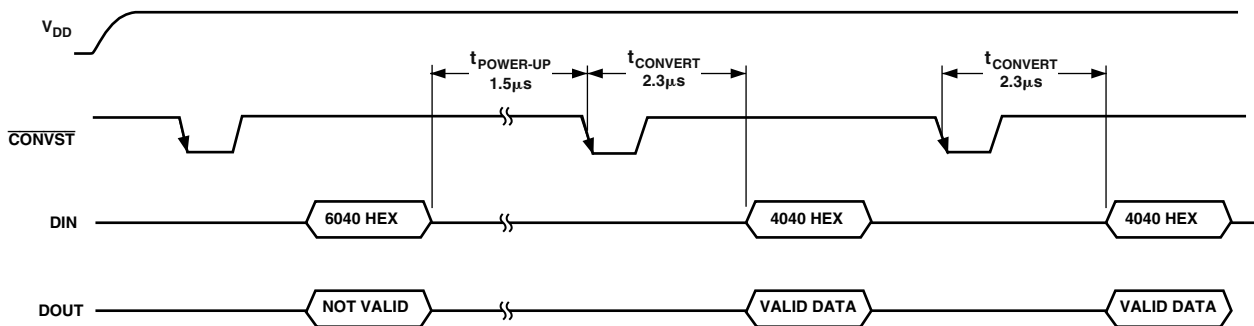 VDD
tPOWER-UP
1.5μs
tCONVERT
2.3μs
tCONVERT
2.3μs
CONVST
DIN
6040 HEX
4040 HEX
4040 HEX
DOUT
NOT VALID
VALID DATA
VALID DATA